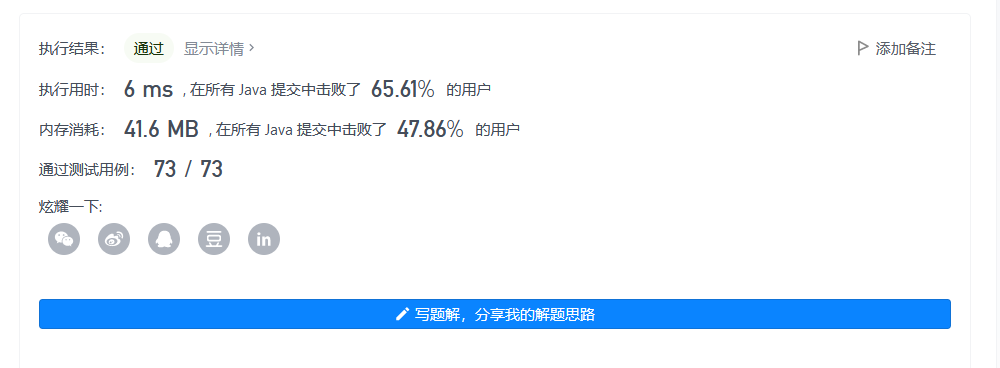 执行结果： 通过 显示详情 > 添加备注
执行用时： 6 ms , 在所有 Java 提交中击败了 65.61% 的用户
内存消耗： 41.6 MB , 在所有 Java 提交中击败了 47.86% 的用户
通过测试用例： 73 / 73
炫耀一下:
豆 in
写题解，分享我的解题思路